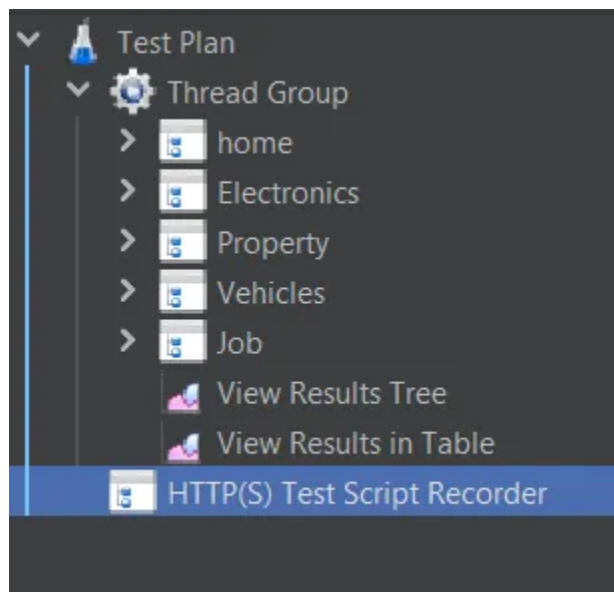 Test Plan
Thread Group
home
Electronics
Property
Vehicles
Job
View Results Tree
View Results in Table
HTTP(S) Test Script Recorder